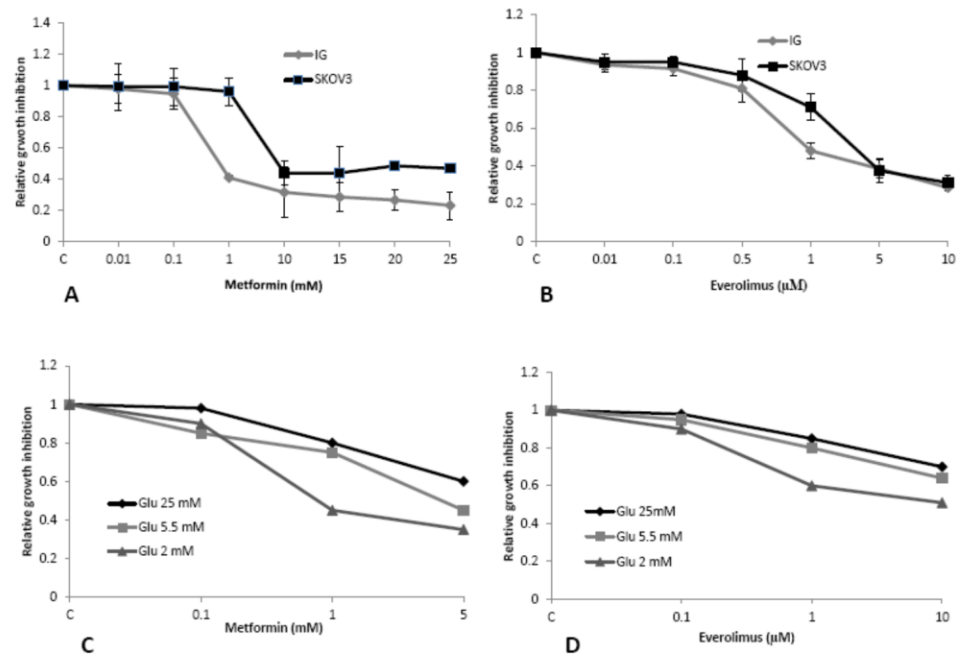 1.4
1.2
1
0.8
0.6
0.4
0.2
0
Relative grwoth inhibition
IG
SKOV3
C 0.01 0.1 1 10 15 20 25
Metformin (mM)
A
1.2
1
0.8
0.6
0.4
0.2
0
Relative growth inhibition
IG
SKOV3
C 0.01 0.1 0.5 1 5 10
Everolimus (μM)
B
1.2
1
0.8
0.6
0.4
0.2
0
Relative growth inhibition
Glu 25 mM
Glu 5.5 mM
Glu 2 mM
C 0.1 1 5
Metformin (mM)
C
1.2
1
0.8
0.6
0.4
0.2
0
Relative growth inhibition
Glu 25mM
Glu 5.5 mM
Glu 2 mM
C 0.1 1 10
Everolimus (μM)
D